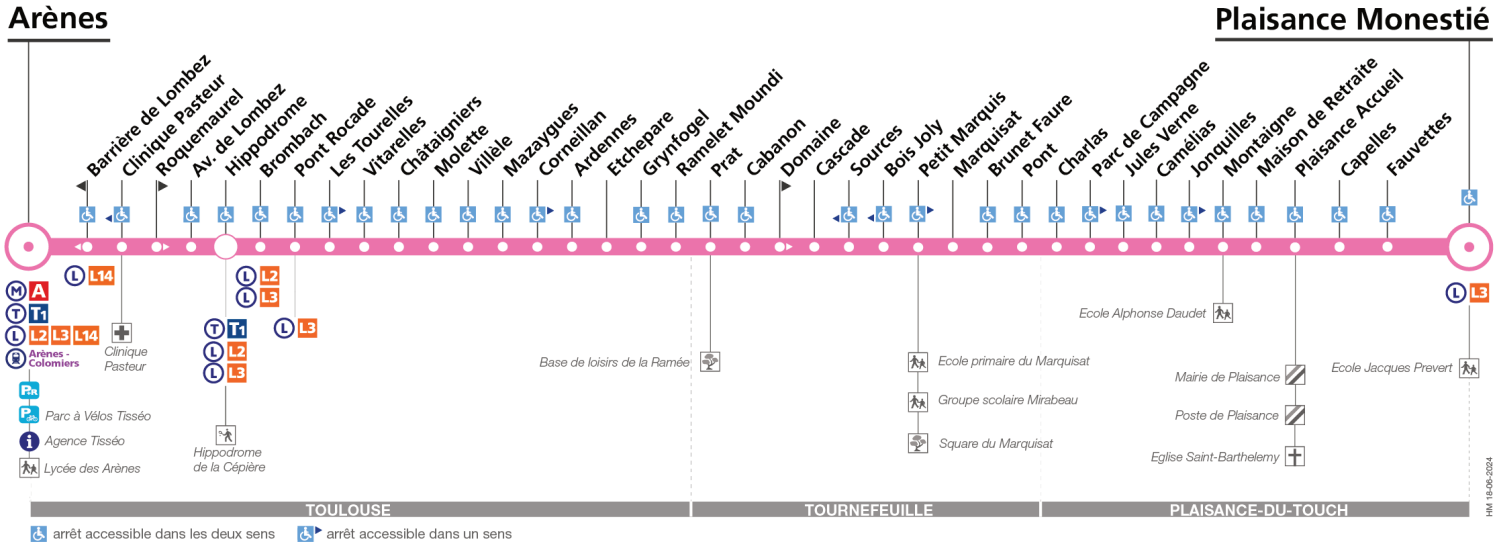 Arènes
Plaisance Monestié
Barrière de Lombez
Clinique Pasteur
Roquemaurel
Av. de Lombez
Hippodrome
Brombach
Pont Rocade
Les Tourelles
Vitarelles
Châtaigniers
Molette
Villèle
Mazaygues
Corneillan
Ardennes
Etchepare
Grynfogel
Ramelet Moundi
Prat
Cabanon
Domaine
Cascade
Sources
Bois Joly
Petit Marquis
Marquisat
Brunet Faure
Pont
Charlas
Parc de Campagne
Jules Verne
Camélias
Jonquilles
Montaigne
Maison de Retraite
Plaisance Accueil
Capelles
Fauvettes
M A
T T1
L L2 L3 L14
Arènes -
Colomiers
P+R
P
Parc à Vélos Tisséo
i Agence Tisséo
Lycée des Arènes
L L14
Clinique
Pasteur
T T1
L L2
L L3
Hippodrome
de la Cépière
L L2
L L3
L L3
Base de loisirs de la Ramée
Ecole primaire du Marquisat
Groupe scolaire Mirabeau
Square du Marquisat
Ecole Alphonse Daudet
Mairie de Plaisance
Poste de Plaisance
Eglise Saint-Barthelemy
L L3
Ecole Jacques Prevert
HM 18-06-2024
TOULOUSE
TOURNEFEUILLE
PLAISANCE-DU-TOUCH
arrêt accessible dans les deux sens
arrêt accessible dans un sens